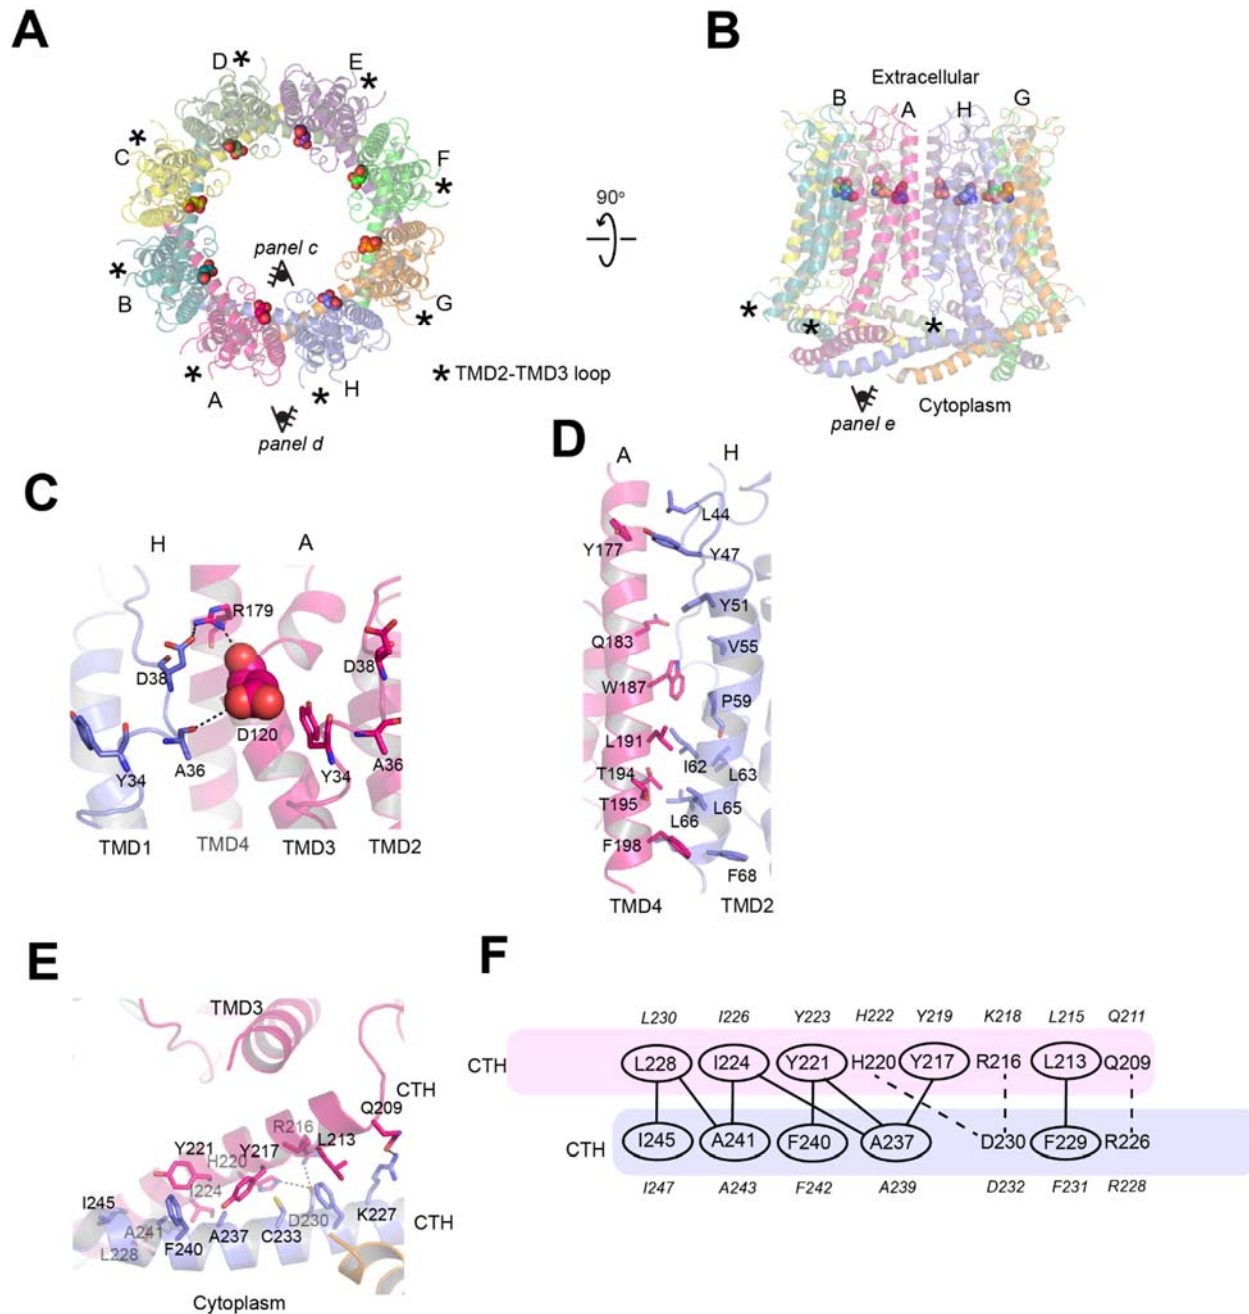 A
D
E
C
F
B
G
A
H
panel c
panel d
* TMD2-TMD3 loop
90°
B
Extracellular
B
A
H
G
Cytoplasm
panel e
C
H
A
R179
D38
D38
D120
Y34
A36
Y34
A36
TMD1
TMD4
TMD3
TMD2
D
A
H
L44
Y177
Y47
Y51
Q183
V55
W187
P59
L191
I62
L63
T194
T195
L65
L66
F198
F68
TMD4
TMD2
E
TMD3
CTH
Q209
R216
L213
Y221
Y217
H220
I224
I245
A241
F240
A237
C233
D230
K227
CTH
L228
Cytoplasm
F
L230 I226 Y223 H222 Y219 K218 L215 Q211
CTH L228 I224 Y221 H220 Y217 R216 L213 Q209
CTH I245 A241 F240 A237 D230 F229 R226
I247 A243 F242 A239 D232 F231 R228